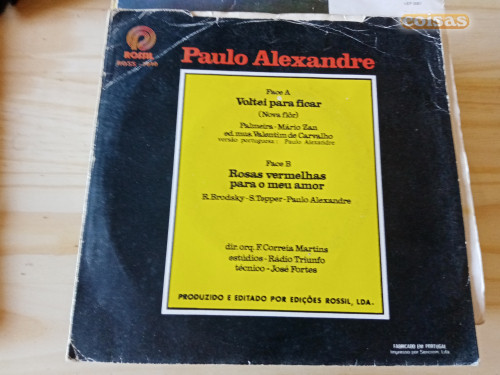 coisas
ROSSIL
Paulo Alexandre
Face A
Voltei para ficar
(Nova flôr)
Palmeira - Mário Zan
ed. mus. Valentim de Carvalho
versão portuguesa: Paulo Alexandre
Face B
Rosas vermelhas
para o meu amor
R. Brodsky - S. Tepper - Paulo Alexandre
dir. orq. F. Correia Martins
estúdios - Rádio Triunfo
técnico - José Fortes
PRODUZIDO E EDITADO POR EDIÇÕES ROSSIL, LDA.
FABRICADO EM PORTUGAL